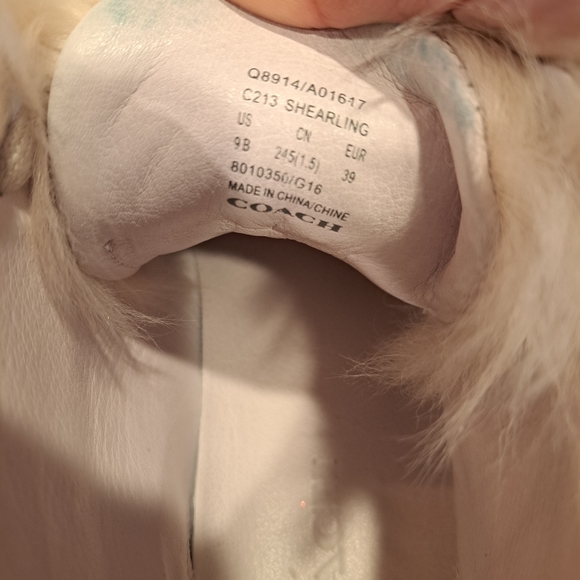 Q8914/A01617
C213 SHEARLING
US CN EUR
9B 245(1.5) 39
8010350/G16
MADE IN CHINA/CHINE
COACH